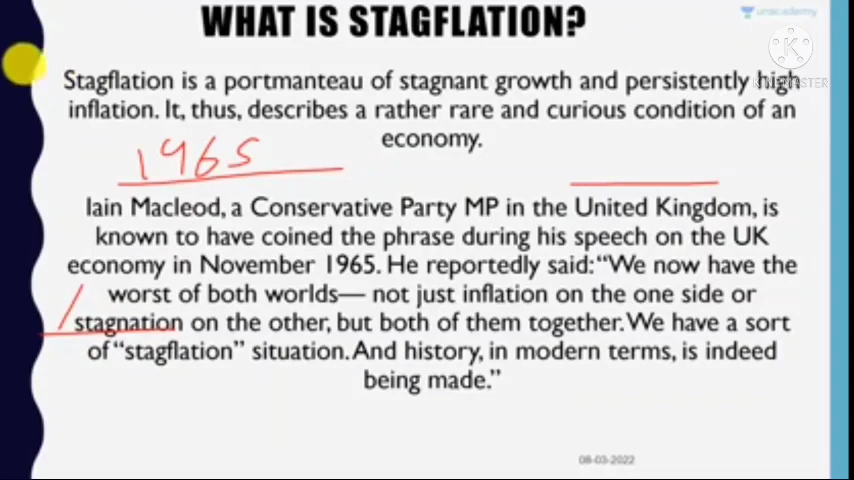 WHAT IS STAGFLATION?
unacademy
KINEMASTER
Stagflation is a portmanteau of stagnant growth and persistently high
inflation. It, thus, describes a rather rare and curious condition of an
economy.
1965
Iain Macleod, a Conservative Party MP in the United Kingdom, is
known to have coined the phrase during his speech on the UK
economy in November 1965. He reportedly said: “We now have the
worst of both worlds— not just inflation on the one side or
stagnation on the other, but both of them together. We have a sort
of “stagflation” situation. And history, in modern terms, is indeed
being made.”
08-03-2022